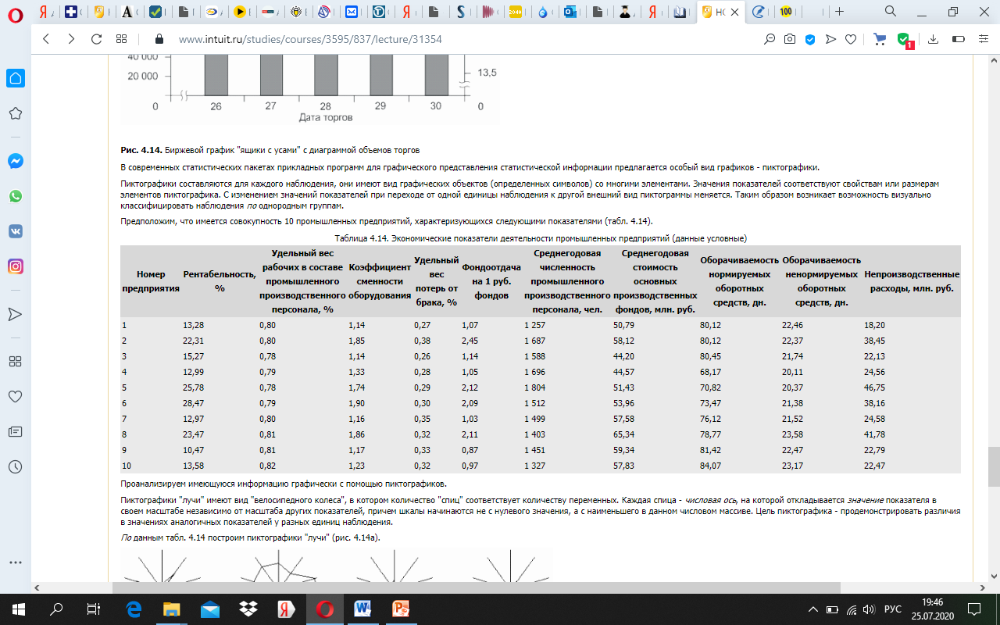 www.intuit.ru/studies/courses/3595/837/lecture/31354
40 000
20 000
13,5
0
26 27 28 29 30
0
Дата торгов
Рис. 4.14. Биржевой график "ящики с усами" с диаграммой объемов торгов
В современных статистических пакетах прикладных программ для графического представления статистической информации предлагается особый вид графиков - пиктографики.
Пиктографики составляются для каждого наблюдения, они имеют вид графических объектов (определенных символов) со многими элементами. Значения показателей соответствуют свойствам или размерам
элементов пиктографика. С изменением значений показателей при переходе от одной единицы наблюдения к другой внешний вид пиктограммы меняется. Таким образом возникает возможность визуально
классифицировать наблюдения по однородным группам.
Предположим, что имеется совокупность 10 промышленных предприятий, характеризующихся следующими показателями (табл. 4.14).
Таблица 4.14. Экономические показатели деятельности промышленных предприятий (данные условные)
Номер предприятия Рентабельность, % Удельный вес рабочих в составе промышленного производственного персонала, % Коэффициент сменности оборудования Удельный вес потерь от брака, % Фондоотдача на 1 руб. фондов Среднегодовая численность промышленного производственного персонала, чел. Среднегодовая стоимость основных производственных фондов, млн. руб. Оборачиваемость нормируемых оборотных средств, дн. Оборачиваемость ненормируемых оборотных средств, дн. Непроизводственные расходы, млн. руб.
1 13,28 0,80 1,14 0,27 1,07 1 257 50,79 80,12 22,46 18,20
2 22,31 0,80 1,85 0,38 2,45 1 687 58,12 80,12 22,37 38,45
3 15,27 0,78 1,14 0,26 1,14 1 588 44,20 80,45 21,74 22,13
4 12,99 0,79 1,33 0,28 1,05 1 696 44,57 68,17 20,11 24,56
5 25,78 0,78 1,74 0,29 2,12 1 804 51,43 70,82 20,37 46,75
6 28,47 0,79 1,90 0,30 2,09 1 512 53,96 73,47 21,38 38,16
7 12,97 0,80 1,16 0,35 1,03 1 499 57,58 76,12 21,52 24,58
8 23,47 0,81 1,86 0,32 2,11 1 403 65,34 78,77 23,58 41,78
9 10,47 0,81 1,17 0,33 0,87 1 451 59,34 81,42 22,47 22,79
10 13,58 0,82 1,23 0,32 0,97 1 327 57,83 84,07 23,17 22,47
Проанализируем имеющуюся информацию графически с помощью пиктографиков.
Пиктографики "лучи" имеют вид "велосипедного колеса", в котором количество "спиц" соответствует количеству переменных. Каждая спица - числовая ось, на которой откладывается значение показателя в
своем масштабе независимо от масштаба других показателей, причем шкалы начинаются не с нулевого значения, а с наименьшего в данном числовом массиве. Цель пиктографика - продемонстрировать различия
в значениях аналогичных показателей у разных единиц наблюдения.
По данным табл. 4.14 построим пиктографики "лучи" (рис. 4.14а).
РУС
19:46
25.07.2020